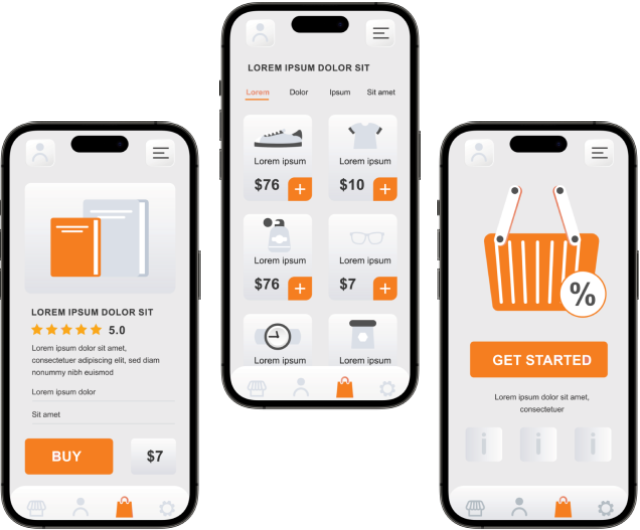 LOREM IPSUM DOLOR SIT
★★★★★ 5.0
Lorem ipsum dolor sit amet,
consectetuer adipiscing elit, sed diam
nonummy nibh euismod
Lorem ipsum dolor
Sit amet
BUY $7
LOREM IPSUM DOLOR SIT
Lorem Dolor Ipsum Sit amet
Lorem ipsum Lorem ipsum
$76 + $10 +
Lorem ipsum Lorem ipsum
$76 + $7 +
Lorem ipsum Lorem ipsum
%
GET STARTED
Lorem ipsum dolor sit amet,
consectetuer
i i i